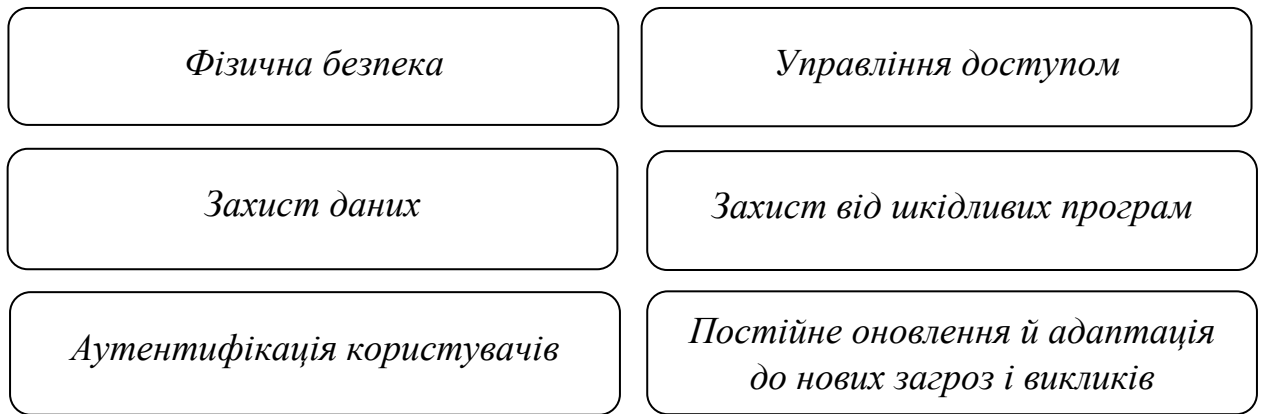 Фізична безпека
Управління доступом
Захист даних
Захист від шкідливих програм
Аутентифікація користувачів
Постійне оновлення й адаптація
до нових загроз і викликів